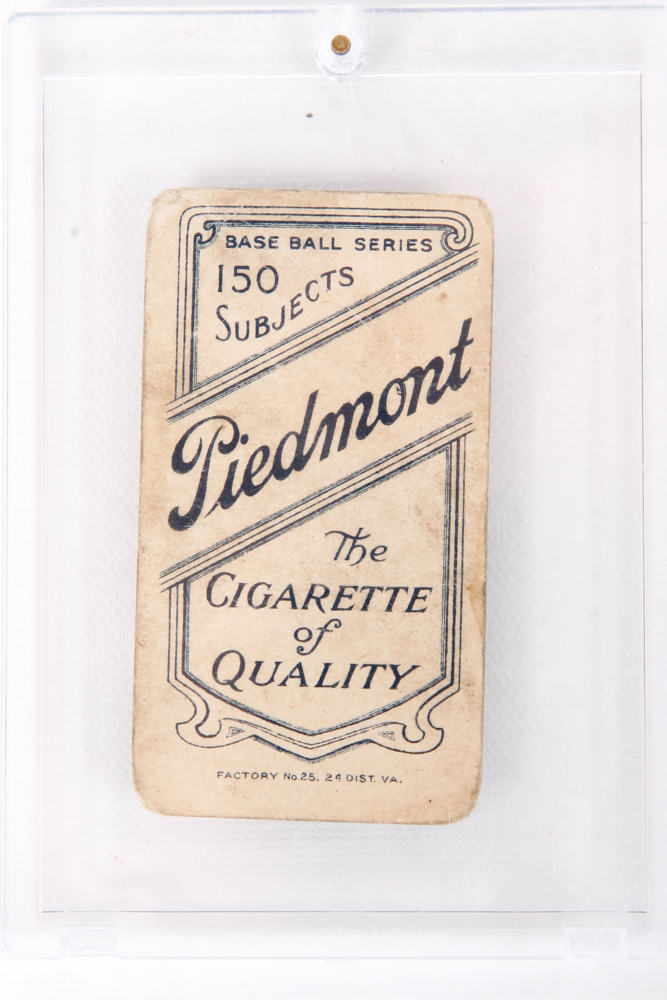 BASE BALL SERIES
150
SUBJECTS
Piedmont
The
CIGARETTE
of
QUALITY
FACTORY No.25, 2d DIST. VA.